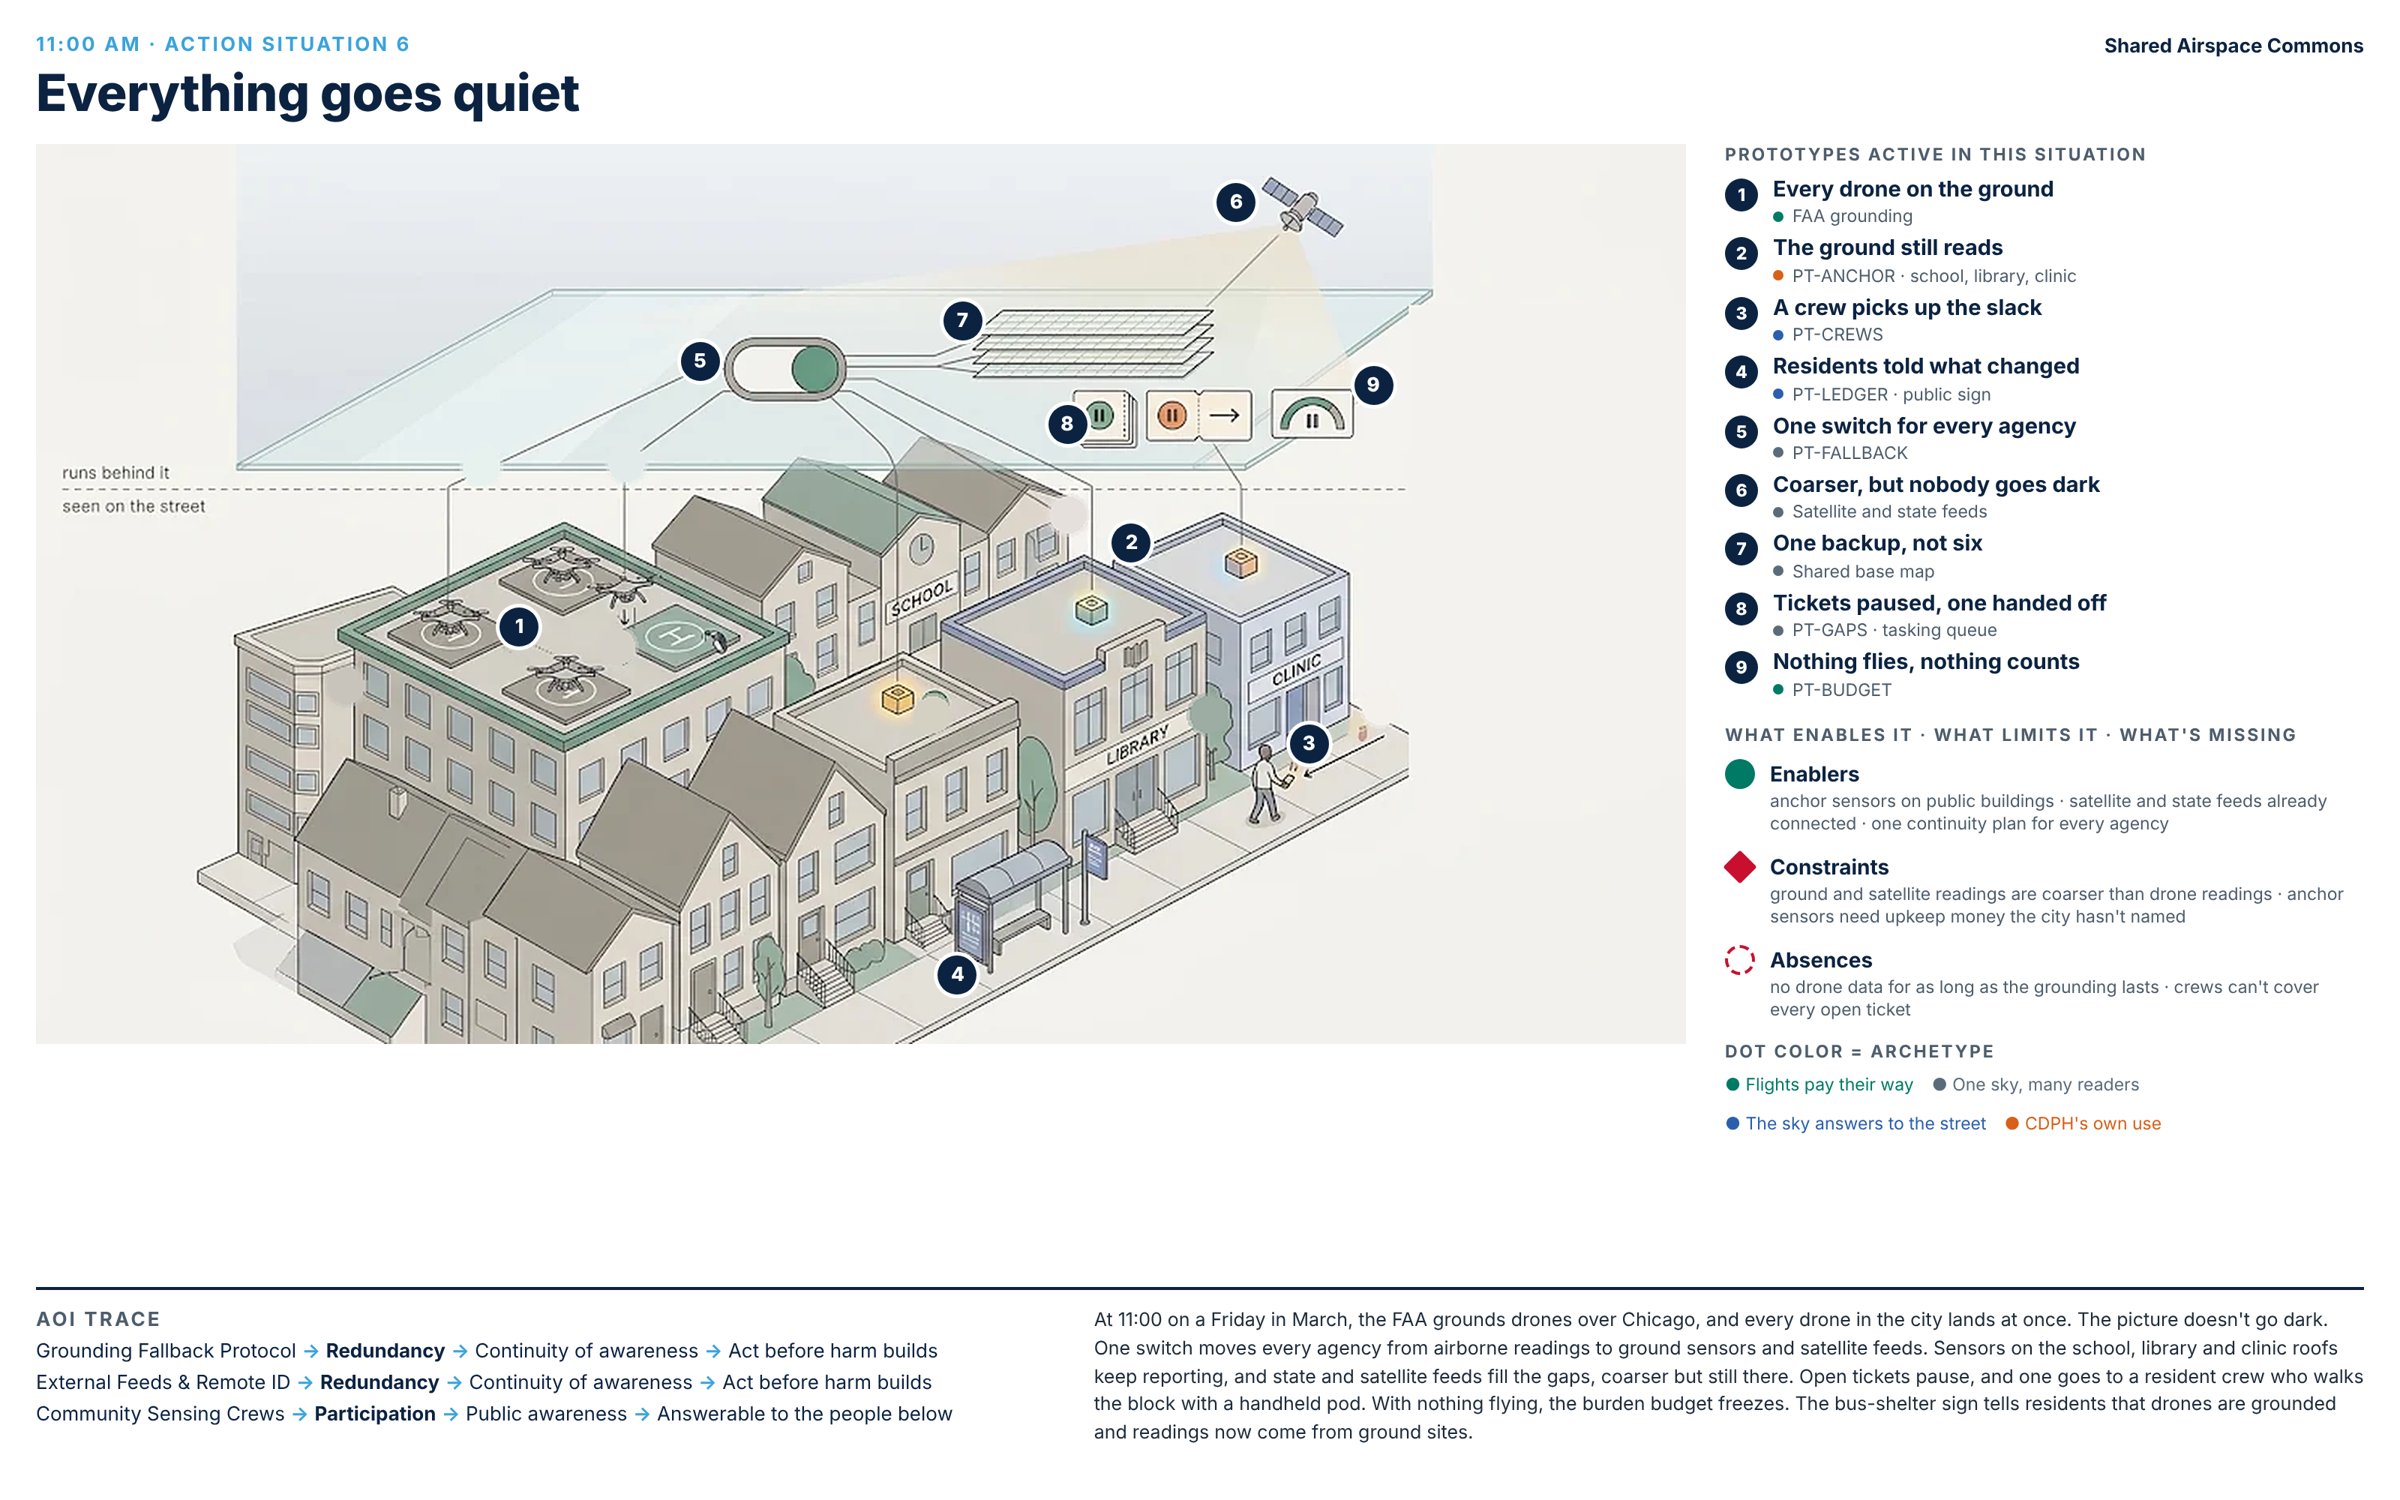 11:00 AM · ACTION SITUATION 6
Shared Airspace Commons
Everything goes quiet
runs behind it
seen on the street
6
7
5
9
8
2
1
SCHOOL
CLINIC
LIBRARY
3
4
H
PROTOTYPES ACTIVE IN THIS SITUATION
1 Every drone on the ground
FAA grounding
2 The ground still reads
PT-ANCHOR · school, library, clinic
3 A crew picks up the slack
PT-CREWS
4 Residents told what changed
PT-LEDGER · public sign
5 One switch for every agency
PT-FALLBACK
6 Coarser, but nobody goes dark
Satellite and state feeds
7 One backup, not six
Shared base map
8 Tickets paused, one handed off
PT-GAPS · tasking queue
9 Nothing flies, nothing counts
PT-BUDGET
WHAT ENABLES IT · WHAT LIMITS IT · WHAT'S MISSING
Enablers
anchor sensors on public buildings · satellite and state feeds already
connected · one continuity plan for every agency
Constraints
ground and satellite readings are coarser than drone readings · anchor
sensors need upkeep money the city hasn't named
Absences
no drone data for as long as the grounding lasts · crews can't cover
every open ticket
DOT COLOR = ARCHETYPE
Flights pay their way One sky, many readers
The sky answers to the street CDPH's own use
AOI TRACE
Grounding Fallback Protocol → Redundancy → Continuity of awareness → Act before harm builds
External Feeds & Remote ID → Redundancy → Continuity of awareness → Act before harm builds
Community Sensing Crews → Participation → Public awareness → Answerable to the people below
At 11:00 on a Friday in March, the FAA grounds drones over Chicago, and every drone in the city lands at once. The picture doesn't go dark.
One switch moves every agency from airborne readings to ground sensors and satellite feeds. Sensors on the school, library and clinic roofs
keep reporting, and state and satellite feeds fill the gaps, coarser but still there. Open tickets pause, and one goes to a resident crew who walks
the block with a handheld pod. With nothing flying, the burden budget freezes. The bus-shelter sign tells residents that drones are grounded
and readings now come from ground sites.